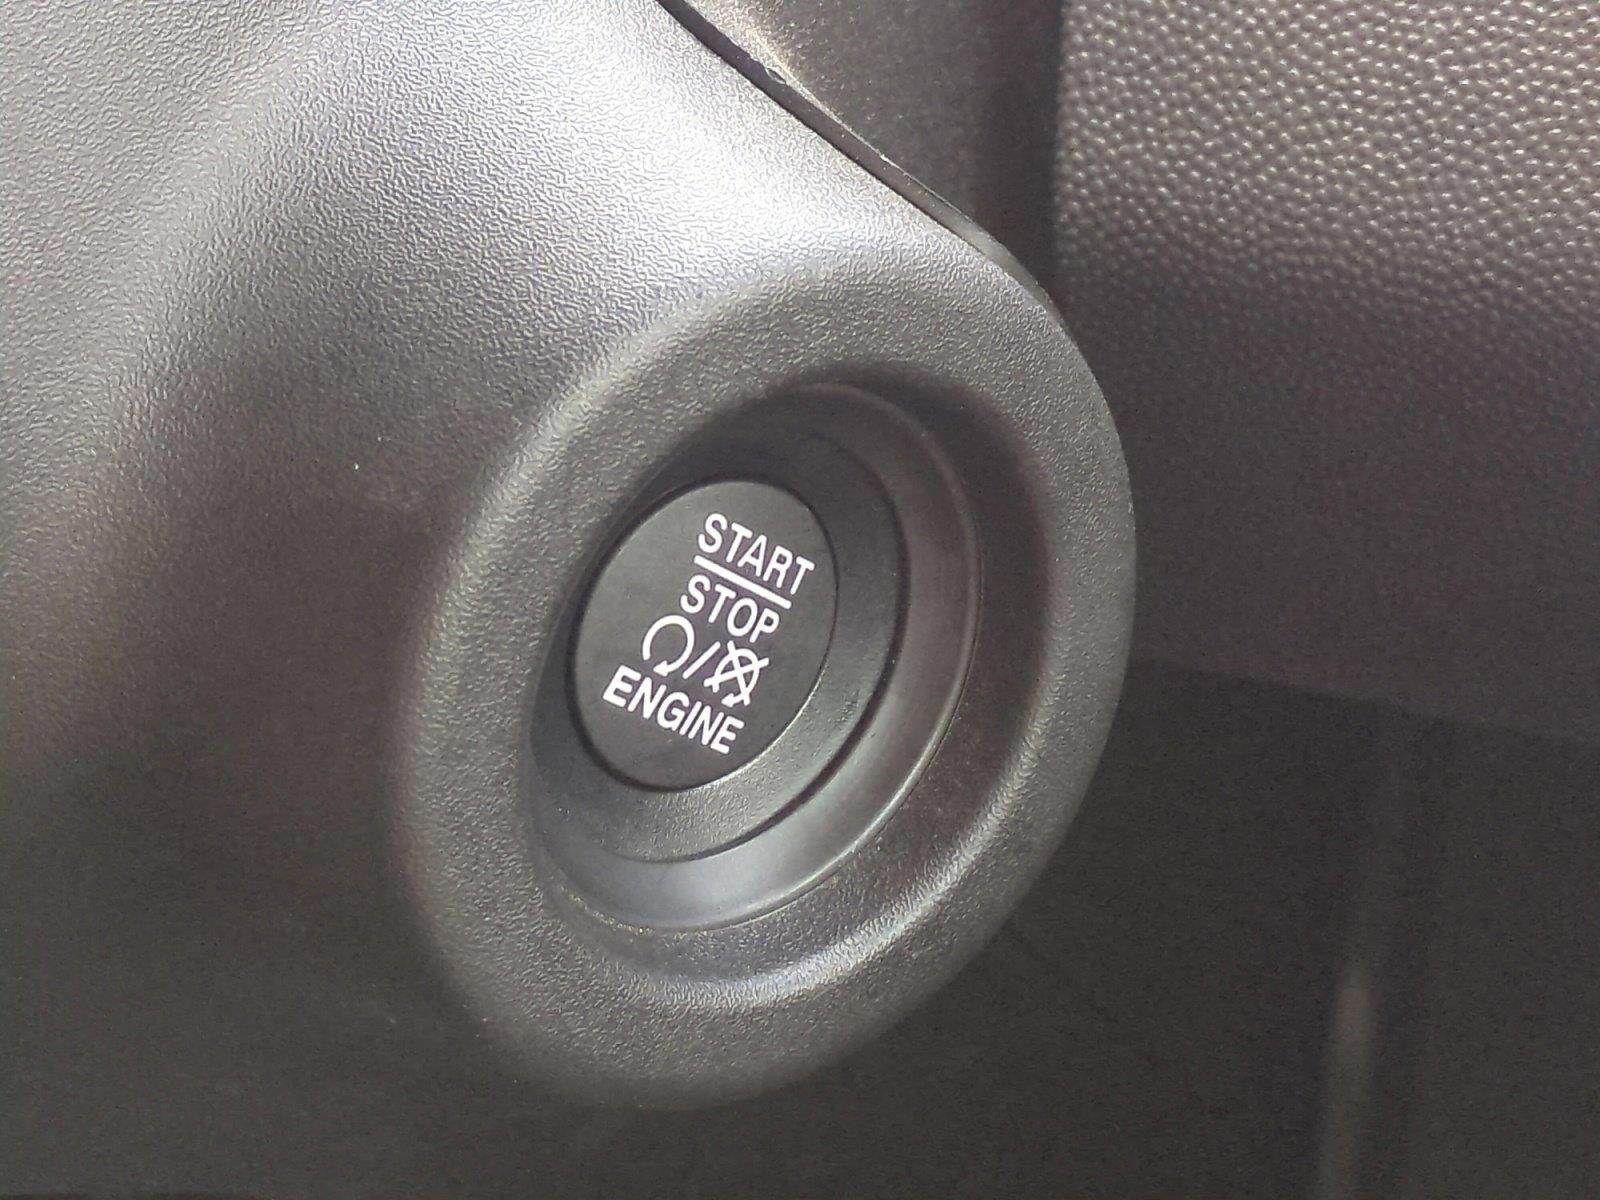 START
STOP
/
ENGINE